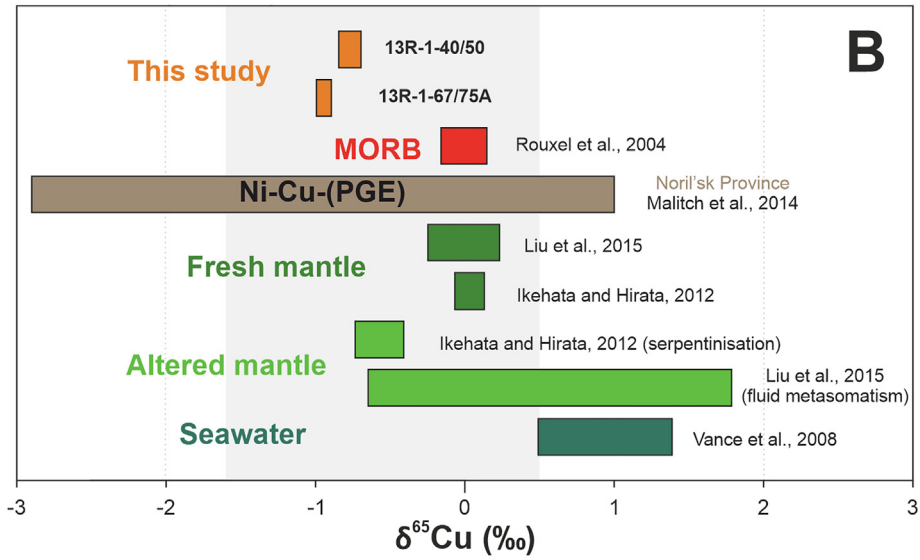 B
This study
13R-1-40/50
13R-1-67/75A
MORB
Rouxel et al., 2004
Ni-Cu-(PGE)
Noril'sk Province
Malitch et al., 2014
Fresh mantle
Liu et al., 2015
Ikehata and Hirata, 2012
Altered mantle
Ikehata and Hirata, 2012 (serpentinisation)
Liu et al., 2015
(fluid metasomatism)
Seawater
Vance et al., 2008
-3 -2 -1 0 1 2 3
δ⁶⁵Cu (‰)